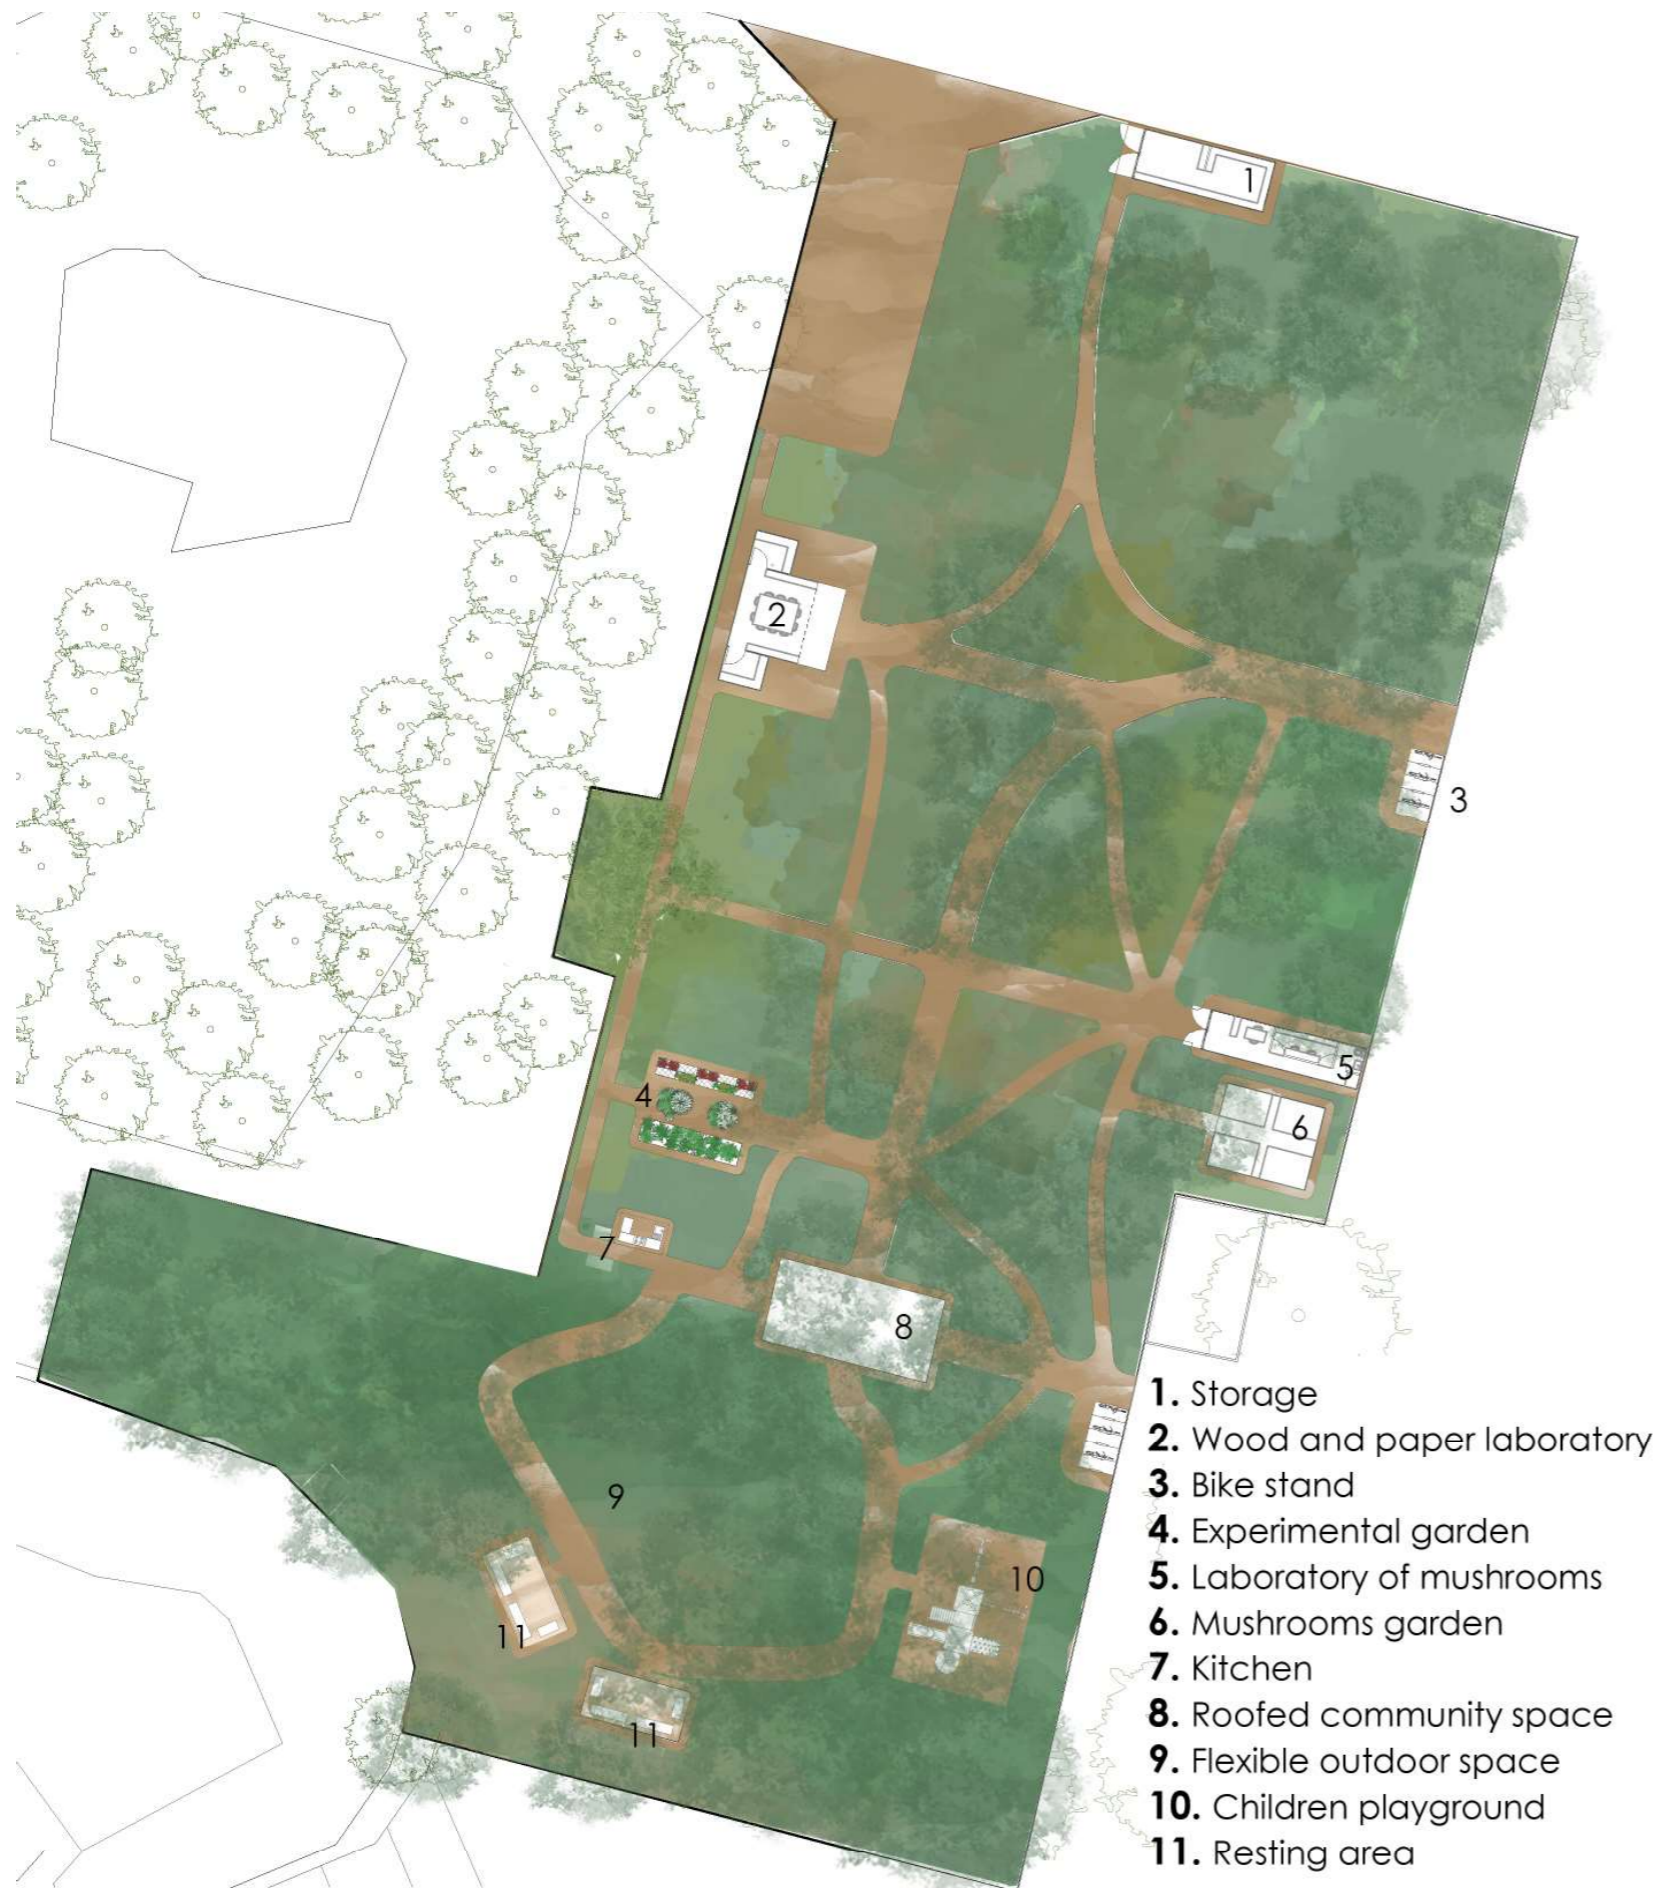 1
2
3
4
5
6
7
8
9
10
11
11
1. Storage
2. Wood and paper laboratory
3. Bike stand
4. Experimental garden
5. Laboratory of mushrooms
6. Mushrooms garden
7. Kitchen
8. Roofed community space
9. Flexible outdoor space
10. Children playground
11. Resting area